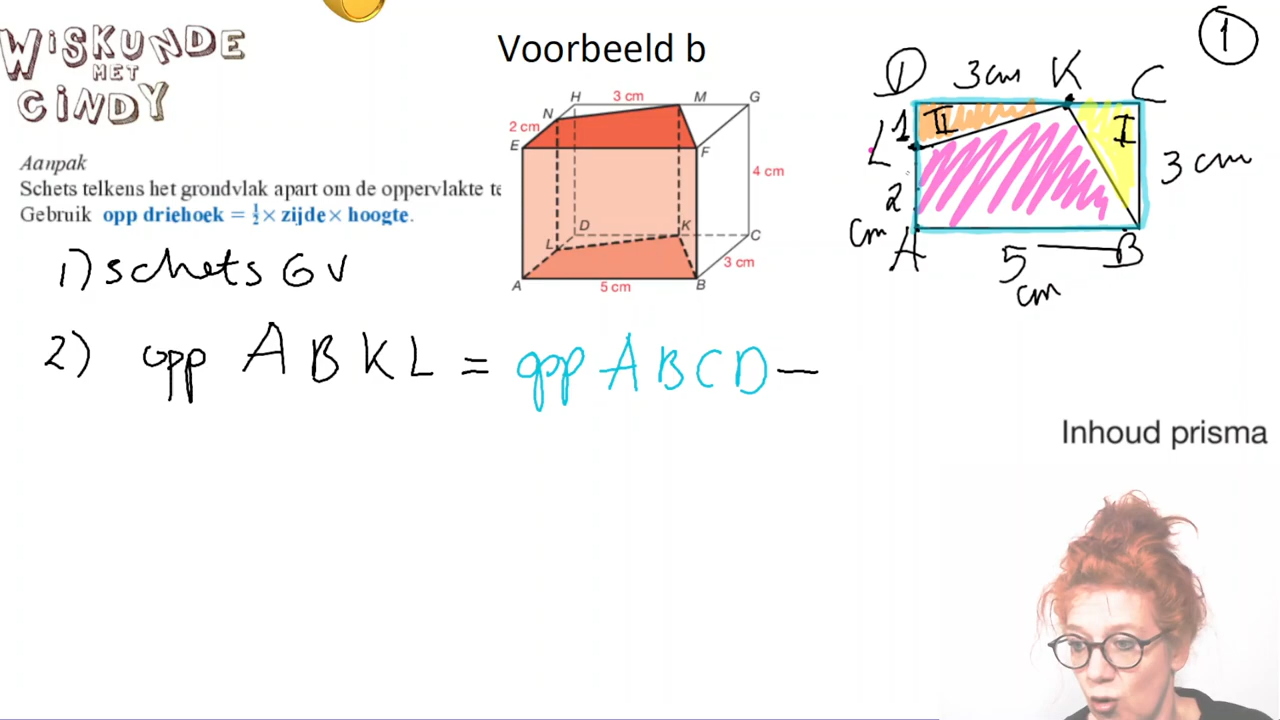 WiSKUNDE
MET
CiNDY
Voorbeeld b
Aanpak
Schets telkens het grondvlak apart om de oppervlakte te
Gebruik opp driehoek = ½ × zijde × hoogte.
H 3 cm M G
N
2 cm
E F
4 cm
D K C
L
3 cm
A 5 cm B
1
D 3 cm K C
1 II I
L
3 cm
2
cm
A 5 B
cm
1) schets GV
2) opp ABKL = opp ABCD –
Inhoud prisma